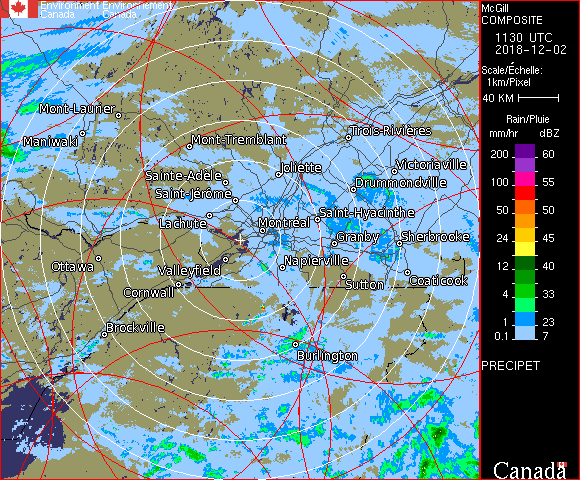 Environment Environnement
Canada Canada
McGill
COMPOSITE
1130 UTC
2018-12-02
Scale/Échelle:
1km/Pixel
40 KM
Rain/Pluie
mm/hr dBZ
200 60
100 55
50 50
24 45
12 40
4 33
1 23
0.1 7
PRECIPET
Canada
Mont-Laurier
Maniwaki
Mont-Tremblant
Trois-Rivières
Sainte-Adèle
Joliette
Victoriaville
Saint-Jérôme
Drummondville
Lachute
Montréal
Saint-Hyacinthe
Granby
Sherbrooke
Ottawa
Valleyfield
Napierville
Cornwall
Sutton
Coaticook
Brockville
Burlington